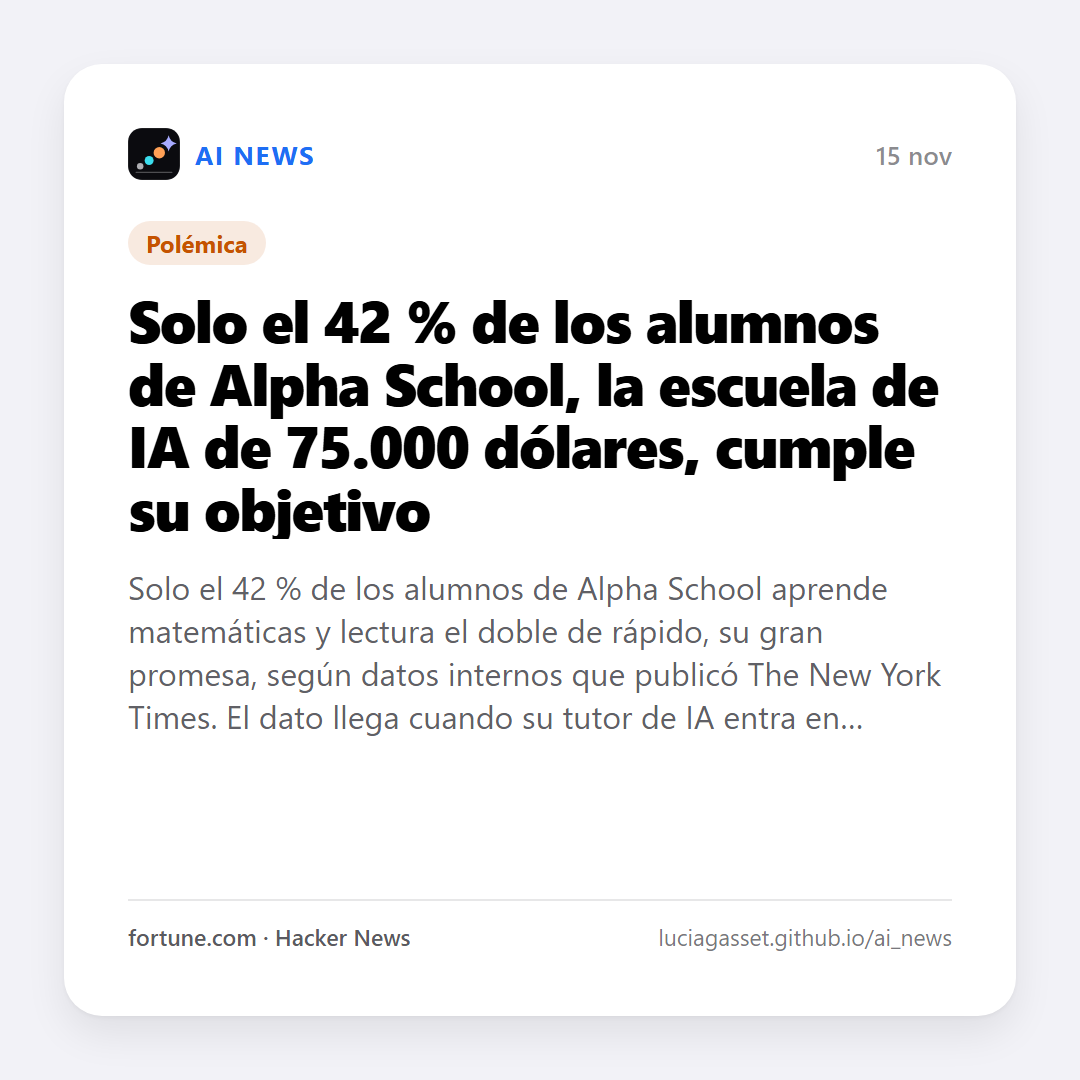 AI NEWS
15 nov
Polémica
Solo el 42 % de los alumnos
de Alpha School, la escuela de
IA de 75.000 dólares, cumple
su objetivo
Solo el 42 % de los alumnos de Alpha School aprende
matemáticas y lectura el doble de rápido, su gran
promesa, según datos internos que publicó The New York
Times. El dato llega cuando su tutor de IA entra en…
fortune.com · Hacker News
luciagasset.github.io/ai_news